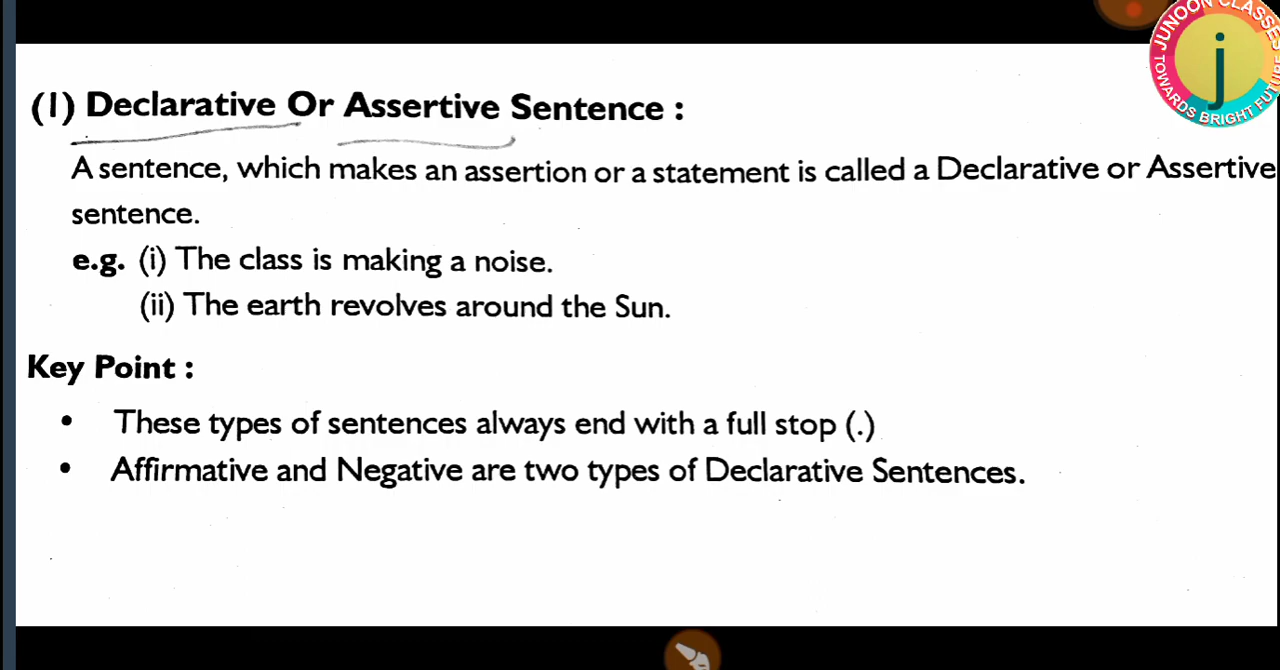 JUNOON CLASSES
TOWARDS BRIGHT FUTURE
j
(1) Declarative Or Assertive Sentence :
A sentence, which makes an assertion or a statement is called a Declarative or Assertive
sentence.
e.g. (i) The class is making a noise.
(ii) The earth revolves around the Sun.
Key Point :
• These types of sentences always end with a full stop (.)
• Affirmative and Negative are two types of Declarative Sentences.